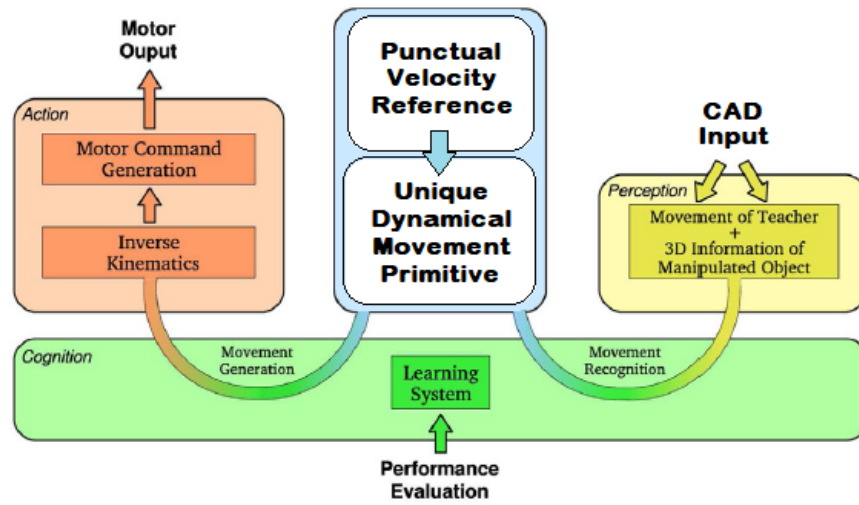 Motor
Ouput
Action
Motor Command
Generation
Inverse
Kinematics
Punctual
Velocity
Reference
Unique
Dynamical
Movement
Primitive
CAD
Input
Perception
Movement of Teacher
+
3D Information of
Manipulated Object
Cognition
Movement
Generation
Learning
System
Movement
Recognition
Performance
Evaluation